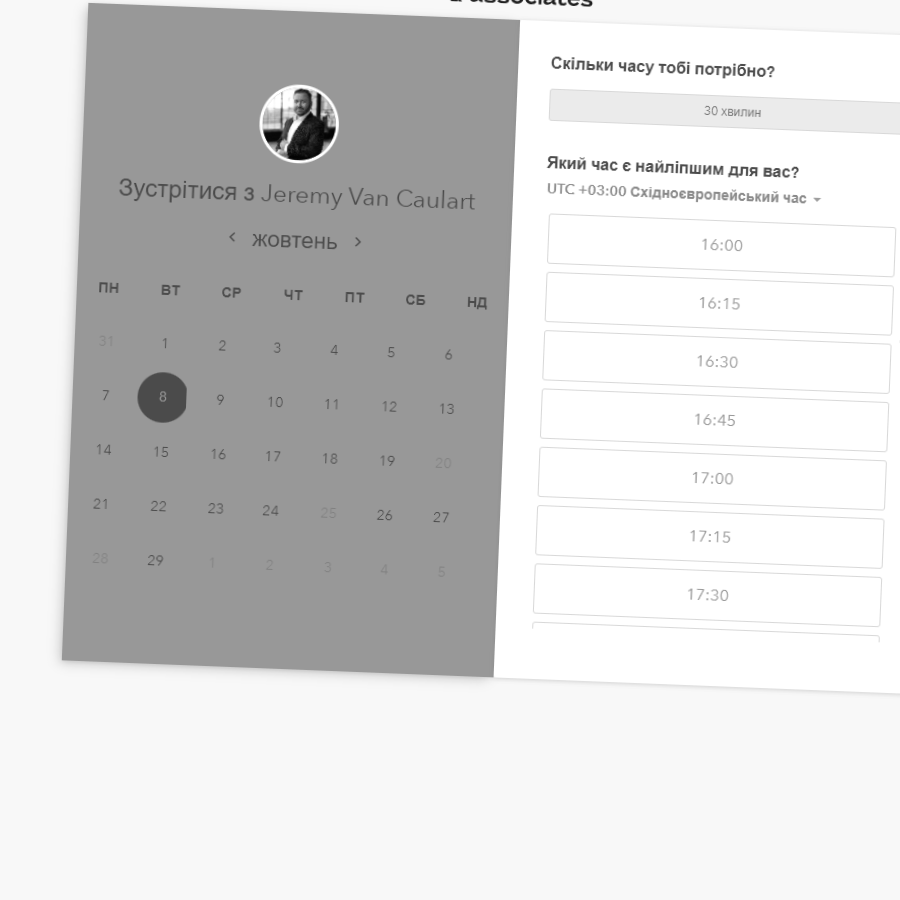 & associates
Зустрітися з Jeremy Van Caulart
жовтень
ПН ВТ СР ЧТ ПТ СБ НД
31 1 2 3 4 5 6
7 8 9 10 11 12 13
14 15 16 17 18 19 20
21 22 23 24 25 26 27
28 29 1 2 3 4 5
Скільки часу тобі потрібно?
30 хвилин
Який час є найліпшим для вас?
UTC +03:00 Східноєвропейський час
16:00
16:15
16:30
16:45
17:00
17:15
17:30